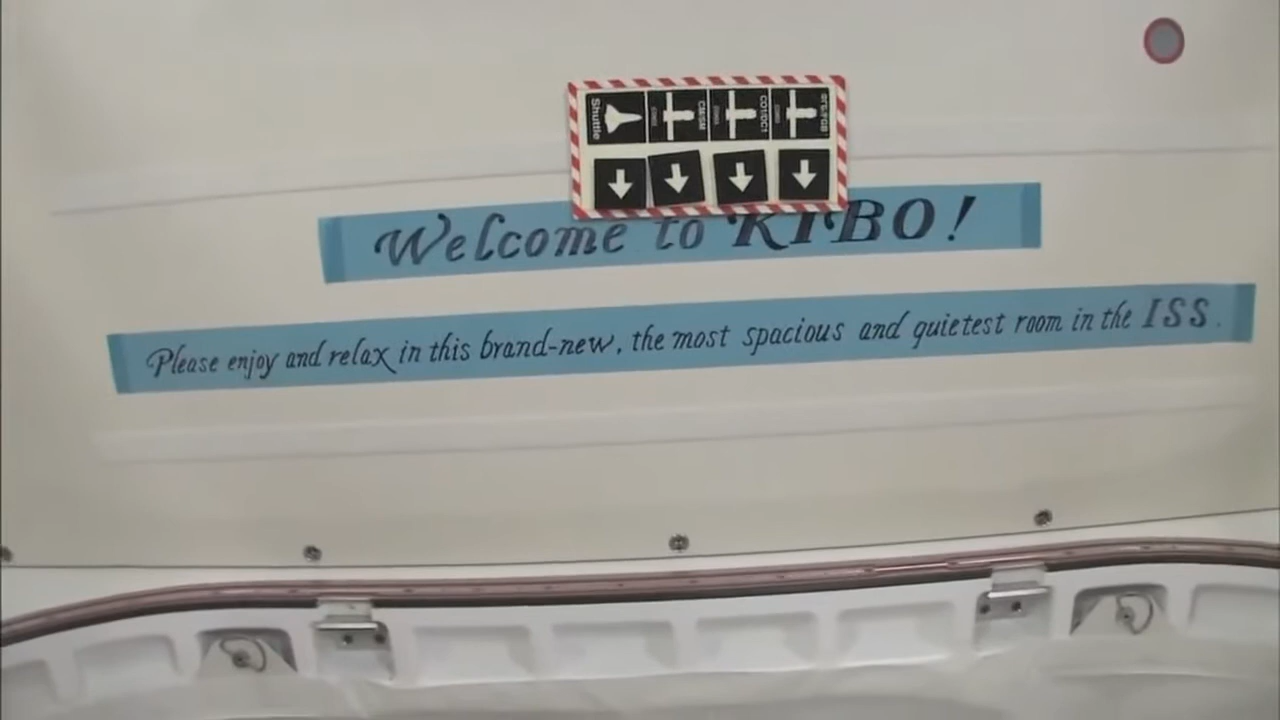 Shuttle
Welcome to KIBO!
Please enjoy and relax in this brand-new, the most spacious and quietest room in the ISS.